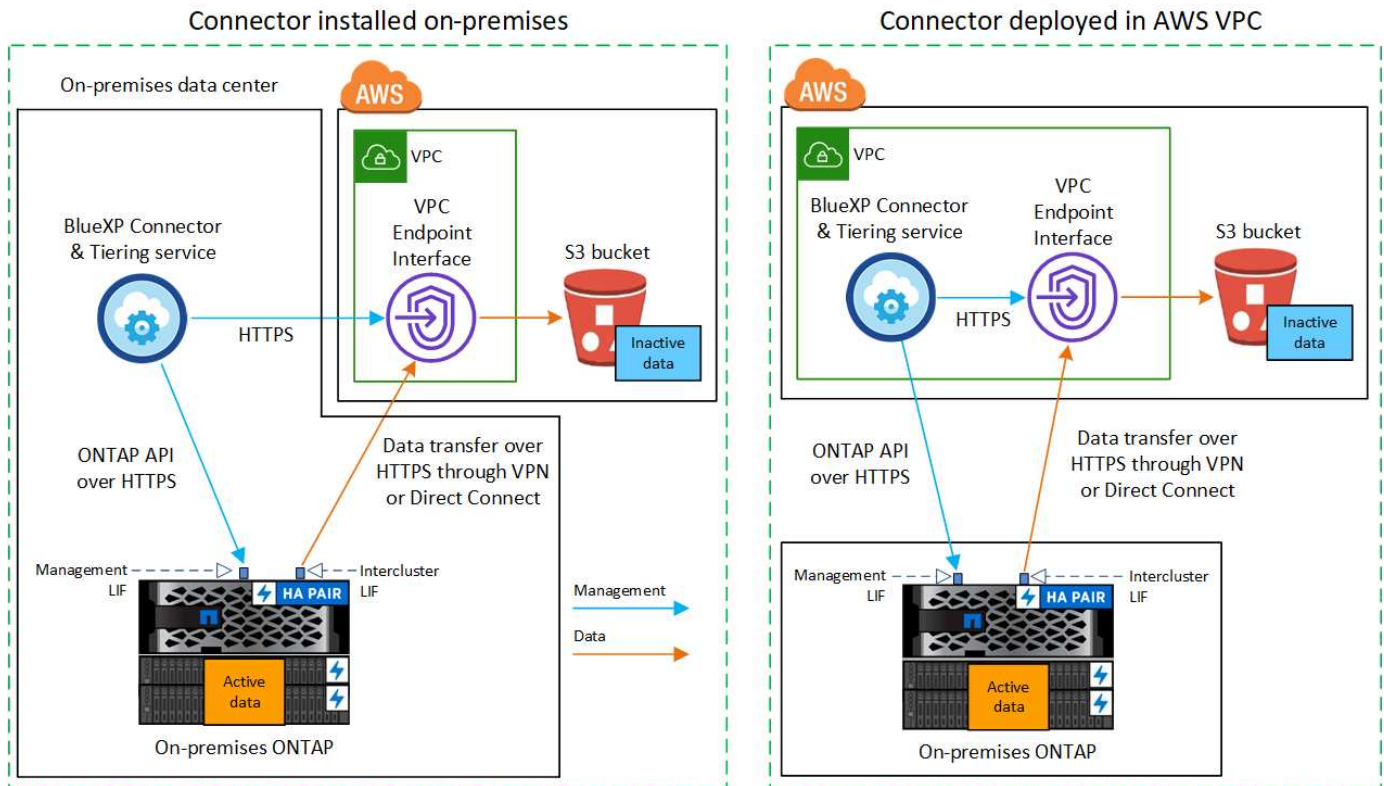 Connector installed on-premises
On-premises data center
AWS
VPC
BlueXP Connector
& Tiering service
VPC
Endpoint
Interface
S3 bucket
HTTPS
Inactive
data
ONTAP API
over HTTPS
Data transfer over
HTTPS through VPN
or Direct Connect
Management
LIF
Intercluster
LIF
HA PAIR
Management
Data
Active
data
On-premises ONTAP
Connector deployed in AWS VPC
AWS
VPC
BlueXP Connector
& Tiering service
VPC
Endpoint
Interface
S3 bucket
HTTPS
Inactive
data
ONTAP API
over HTTPS
Data transfer over
HTTPS through VPN
or Direct Connect
Management
LIF
Intercluster
LIF
HA PAIR
Active
data
On-premises ONTAP